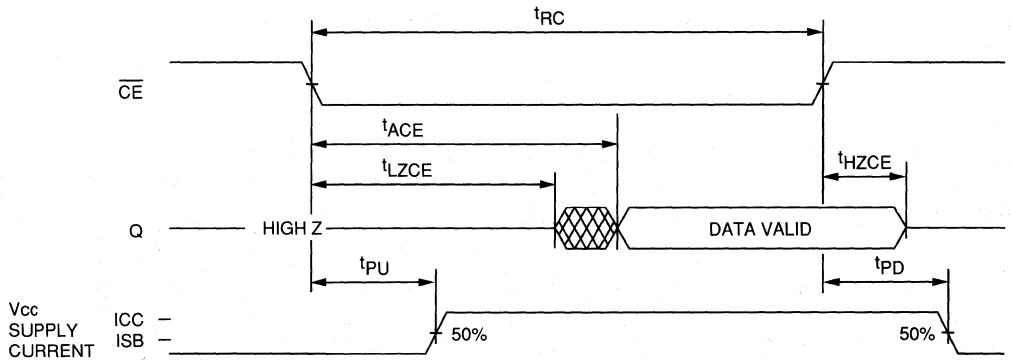 tRC
CE
tACE
tLZCE
tHZCE
Q
HIGH Z
DATA VALID
tPU
tPD
Vcc
SUPPLY
CURRENT
ICC
ISB
50%
50%